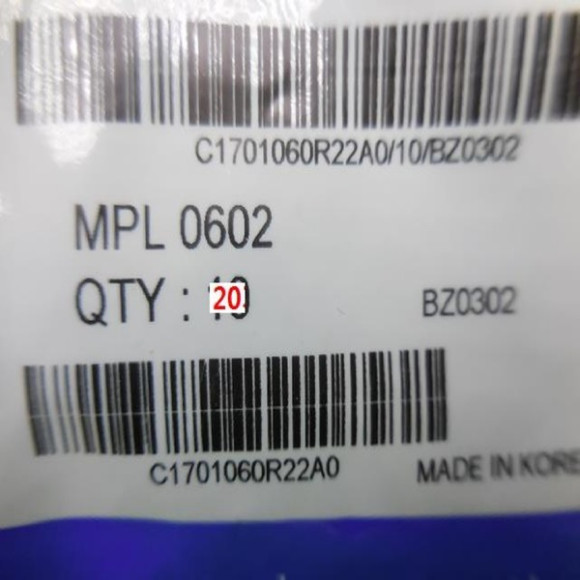 C1701060R22A0/10/BZ0302
MPL 0602
QTY : 20
BZ0302
C1701060R22A0
MADE IN KORE